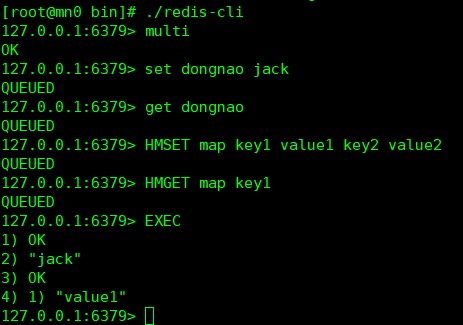 [root@mn0 bin]# ./redis-cli
127.0.0.1:6379> multi
OK
127.0.0.1:6379> set dongnao jack
QUEUED
127.0.0.1:6379> get dongnao
QUEUED
127.0.0.1:6379> HMSET map key1 value1 key2 value2
QUEUED
127.0.0.1:6379> HMGET map key1
QUEUED
127.0.0.1:6379> EXEC
1) OK
2) "jack"
3) OK
4) 1) "value1"
127.0.0.1:6379>